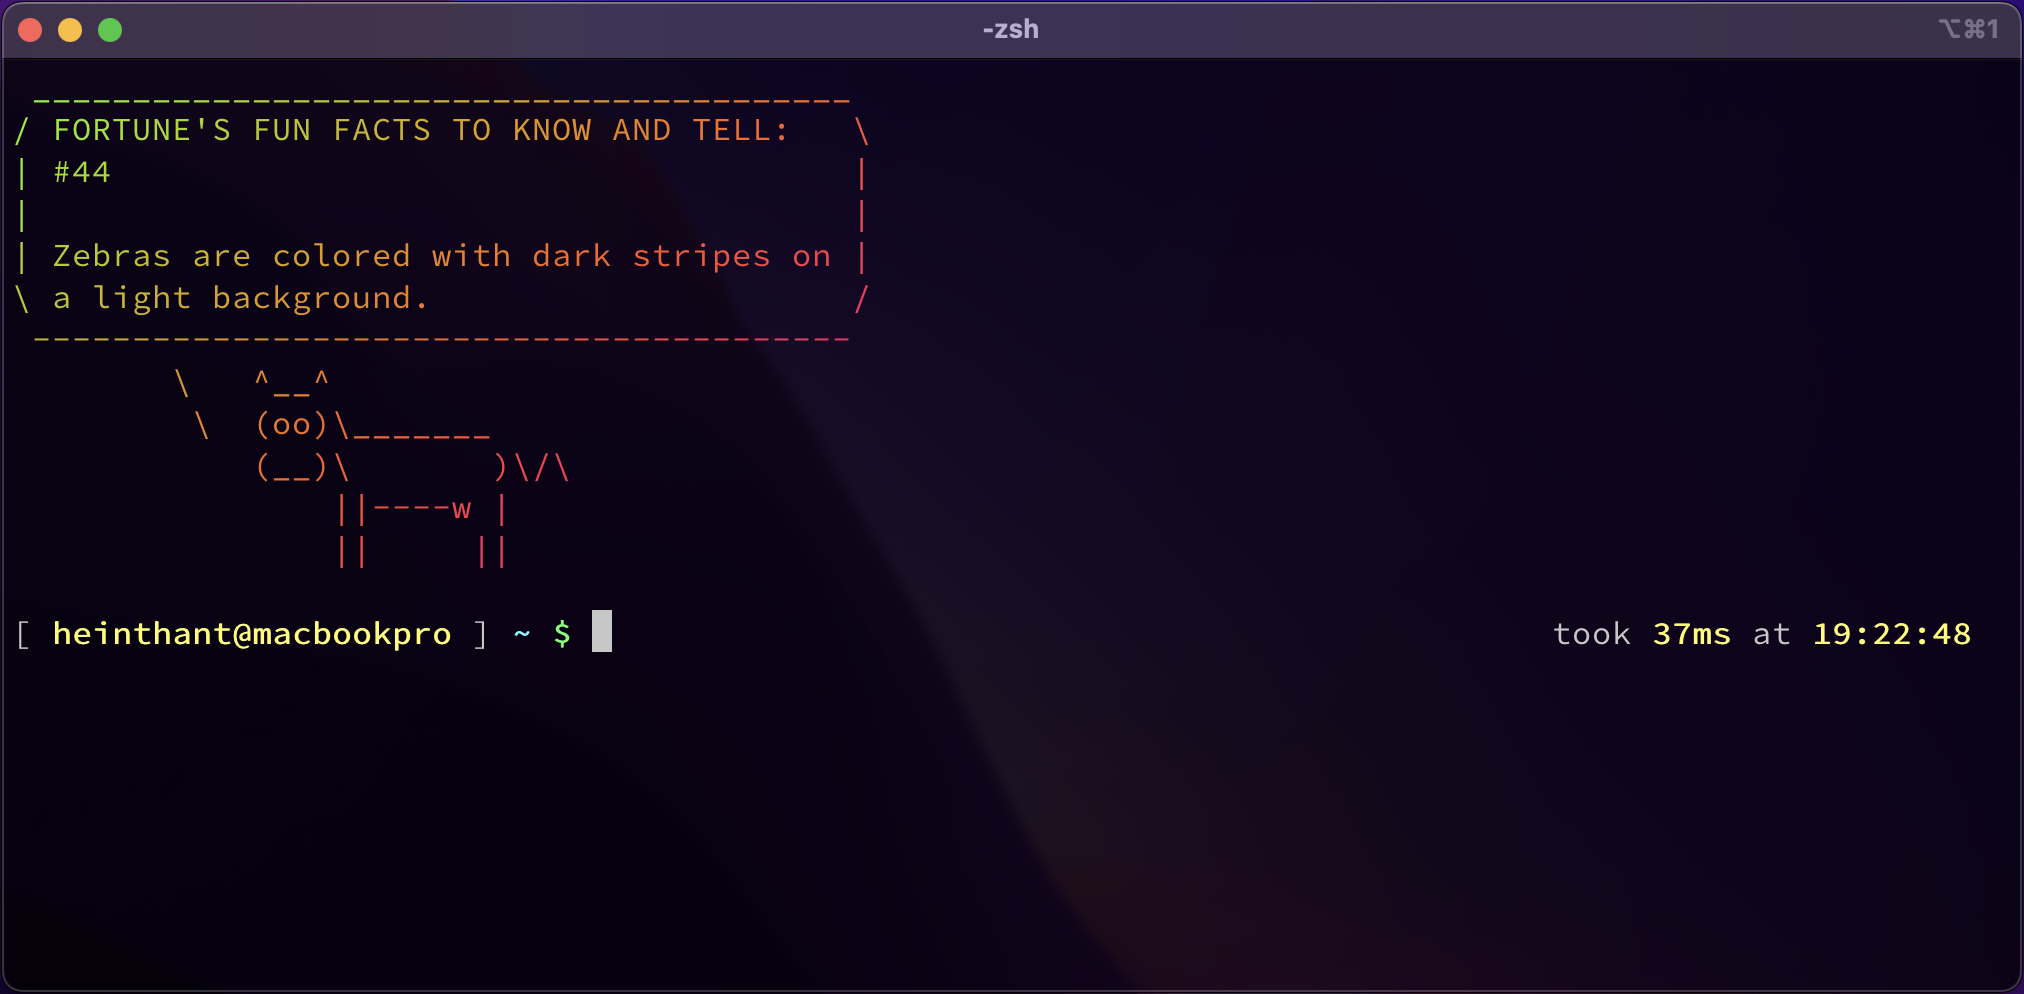 -zsh ⌥⌘1
 _________________________________________
/ FORTUNE'S FUN FACTS TO KNOW AND TELL:   \
| #44                                     |
|                                         |
| Zebras are colored with dark stripes on |
\ a light background.                     /
 -----------------------------------------
        \   ^__^
         \  (oo)\_______
            (__)\       )\/\
                ||----w |
                ||     ||
[ heinthant@macbookpro ] ~ $ took 37ms at 19:22:48